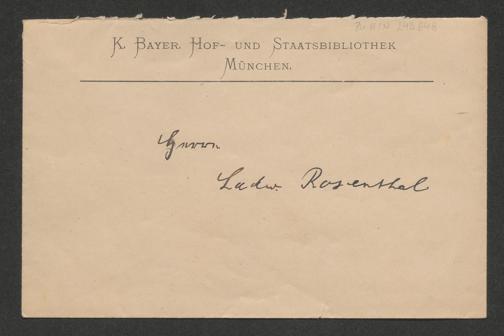 K. Bayer. Hof- und Staatsbibliothek
München.
Herrn
Ludw. Rosenthal